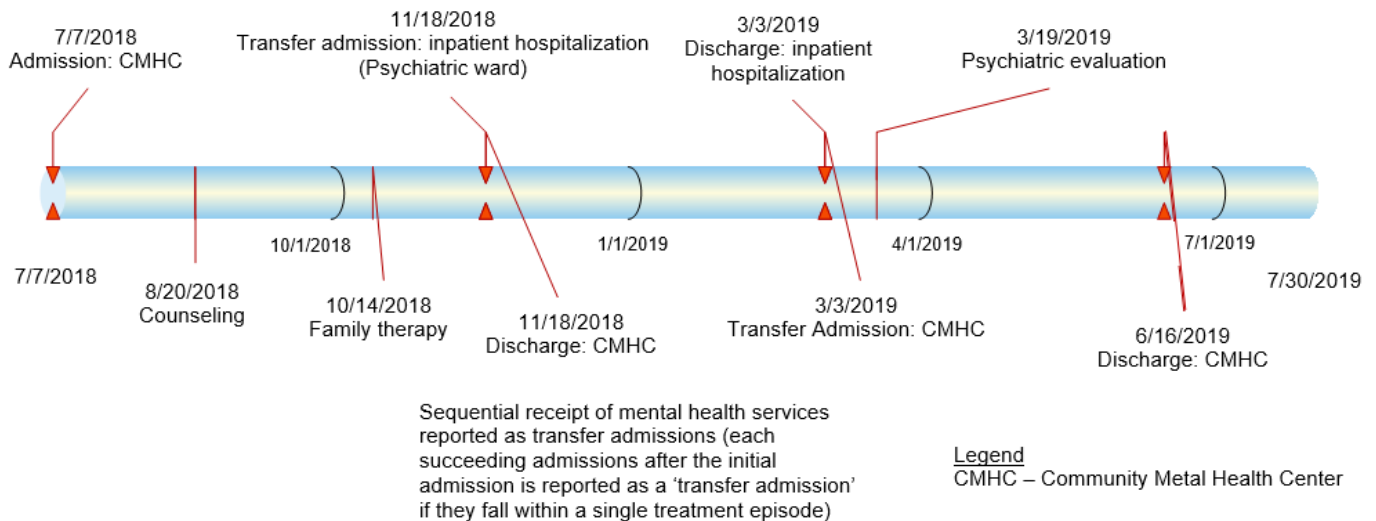 7/7/2018
Admission: CMHC
11/18/2018
Transfer admission: inpatient hospitalization
(Psychiatric ward)
3/3/2019
Discharge: inpatient
hospitalization
3/19/2019
Psychiatric evaluation
10/1/2018
1/1/2019
4/1/2019
7/1/2019
7/7/2018
7/30/2019
8/20/2018
Counseling
10/14/2018
Family therapy
11/18/2018
Discharge: CMHC
3/3/2019
Transfer Admission: CMHC
6/16/2019
Discharge: CMHC
Sequential receipt of mental health services
reported as transfer admissions (each
succeeding admissions after the initial
admission is reported as a ‘transfer admission’
if they fall within a single treatment episode)
Legend
CMHC – Community Metal Health Center